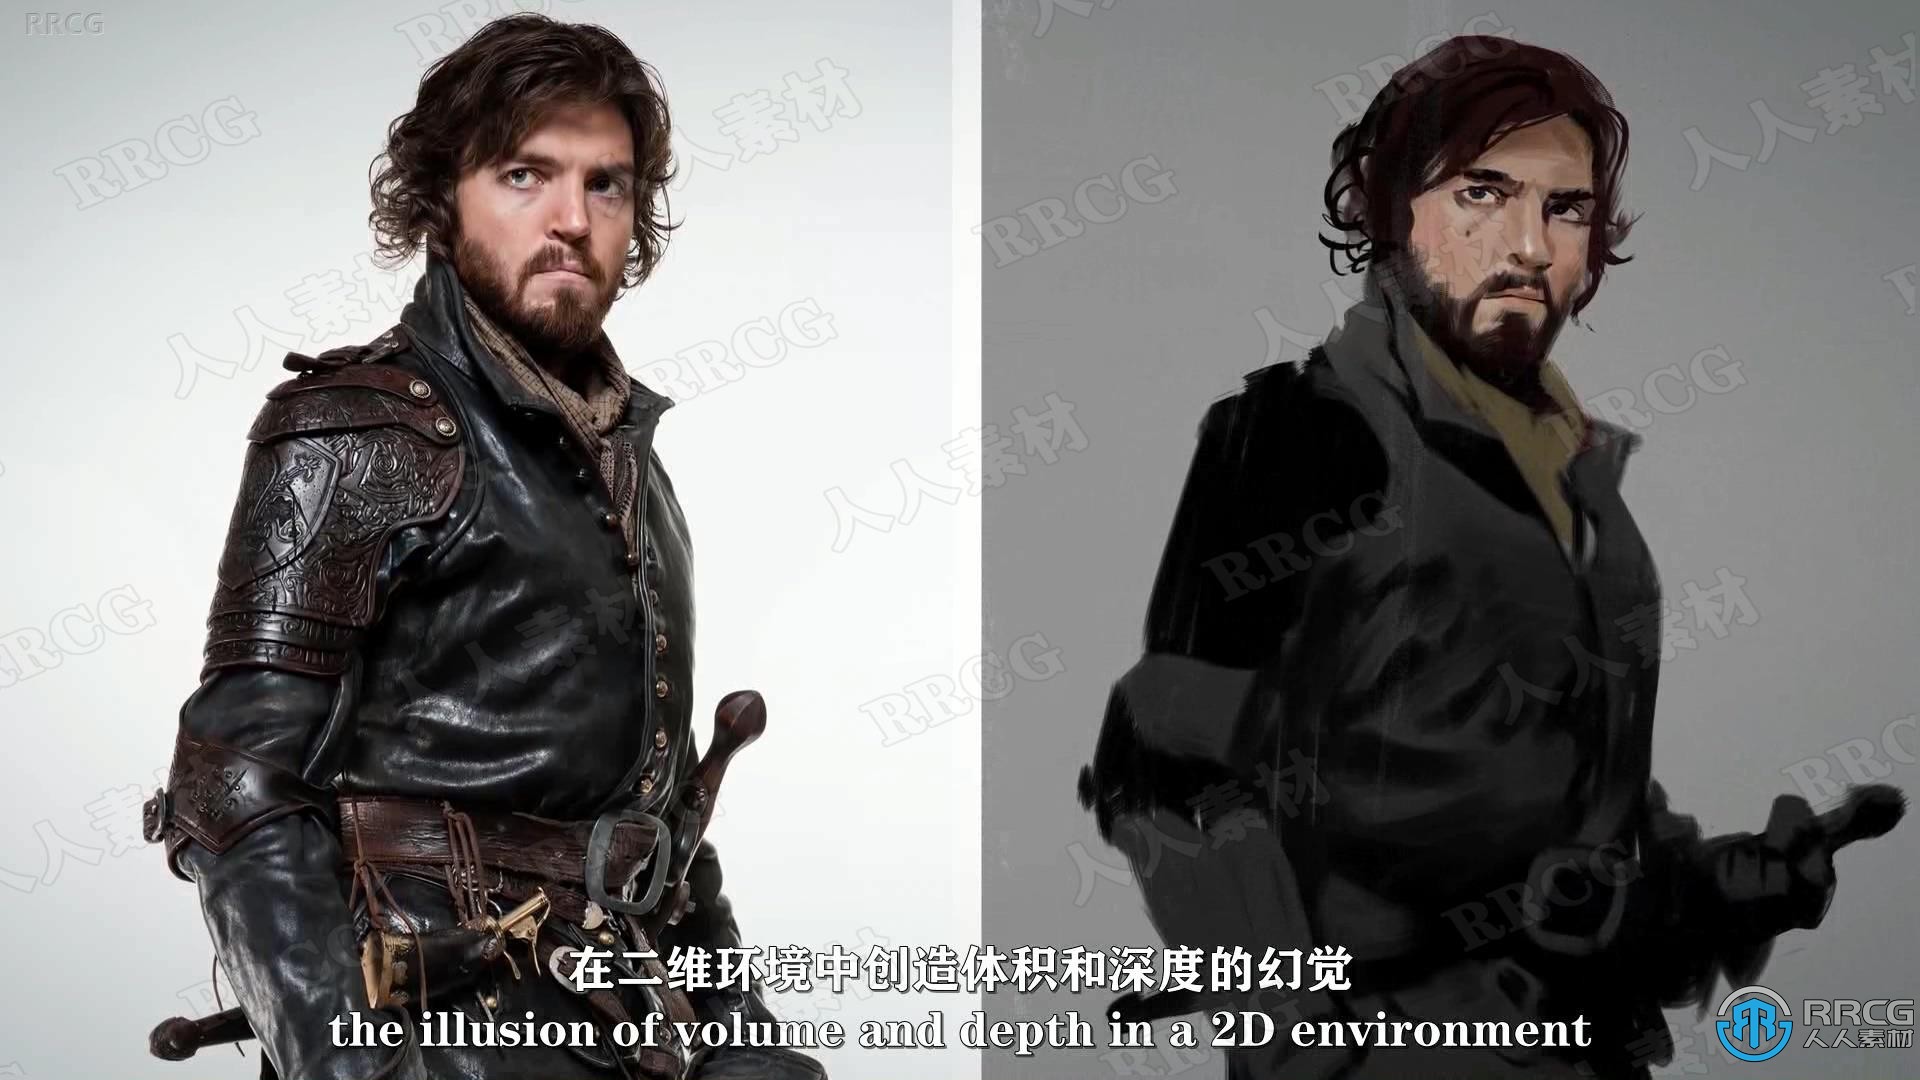 RRCG
在二维环境中创造体积和深度的幻觉
the illusion of volume and depth in a 2D environment
RRCG
人人素材